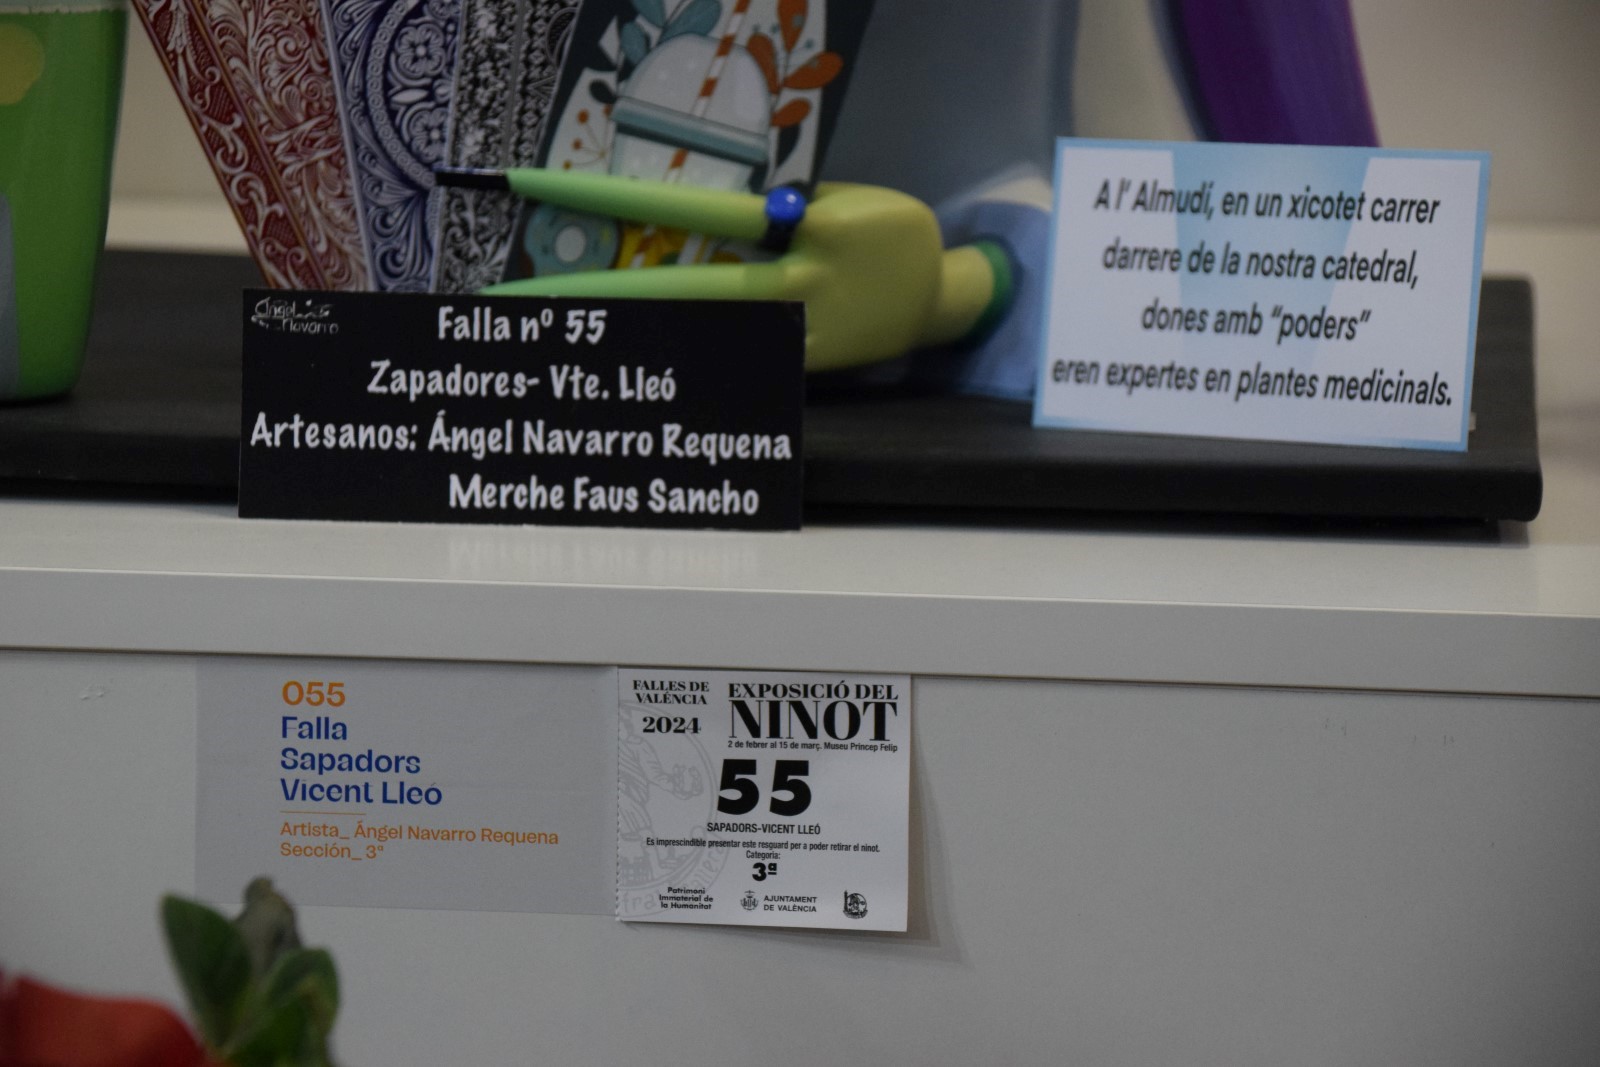 A l' Almudí, en un xicotet carrer
darrere de la nostra catedral,
dones amb "poders"
eren expertes en plantes medicinals.
Ángel
Navarro
Falla nº 55
Zapadores- Vte. Lleó
Artesanos: Ángel Navarro Requena
Merche Faus Sancho
055
Falla
Sapadors
Vicent Lleó
Artista_ Ángel Navarro Requena
Sección_ 3ª
FALLES DE
VALÈNCIA
2024
EXPOSICIÓ DEL
NINOT
2 de febrer al 15 de març. Museu Príncep Felip
55
SAPADORS-VICENT LLEÓ
Es imprescindible presentar este resguard per a poder retirar el ninot.
Categoria:
3ª
Patrimoni
Immaterial de
la Humanitat
AJUNTAMENT
DE VALÈNCIA